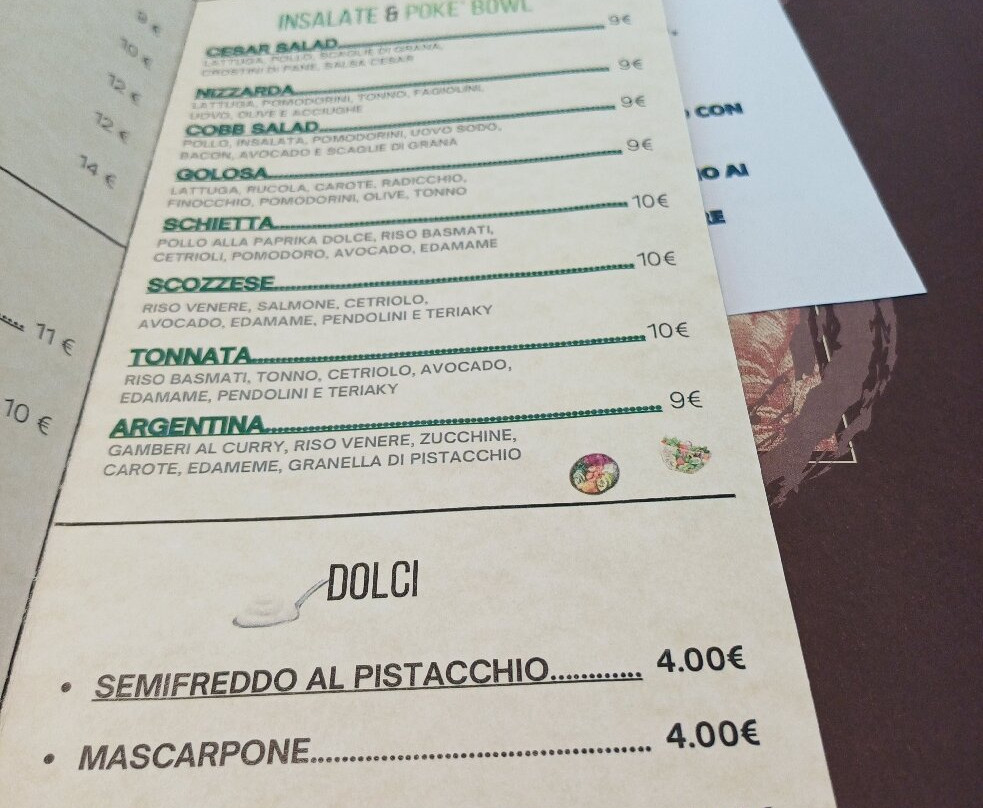 9 €
10 €
12 €
12 €
14 €
11 €
10 €
INSALATE & POKE' BOWL
CESAR SALAD 9€
LATTUGA, POLLO, SCAGLIE DI GRANA,
CROSTINI DI PANE, SALSA CESAR
NIZZARDA 9€
LATTUGA, POMODORINI, TONNO, FAGIOLINI,
UOVO, OLIVE E ACCIUGHE
COBB SALAD 9€
POLLO, INSALATA, POMODORINI, UOVO SODO,
BACON, AVOCADO E SCAGLIE DI GRANA
GOLOSA 9€
LATTUGA, RUCOLA, CAROTE, RADICCHIO,
FINOCCHIO, POMODORINI, OLIVE, TONNO
SCHIETTA 10€
POLLO ALLA PAPRIKA DOLCE, RISO BASMATI,
CETRIOLI, POMODORO, AVOCADO, EDAMAME
SCOZZESE 10€
RISO VENERE, SALMONE, CETRIOLO,
AVOCADO, EDAMAME, PENDOLINI E TERIAKY
TONNATA 10€
RISO BASMATI, TONNO, CETRIOLO, AVOCADO,
EDAMAME, PENDOLINI E TERIAKY
ARGENTINA 9€
GAMBERI AL CURRY, RISO VENERE, ZUCCHINE,
CAROTE, EDAMEME, GRANELLA DI PISTACCHIO
DOLCI
• SEMIFREDDO AL PISTACCHIO............ 4.00€
• MASCARPONE 4.00€
CON
AI